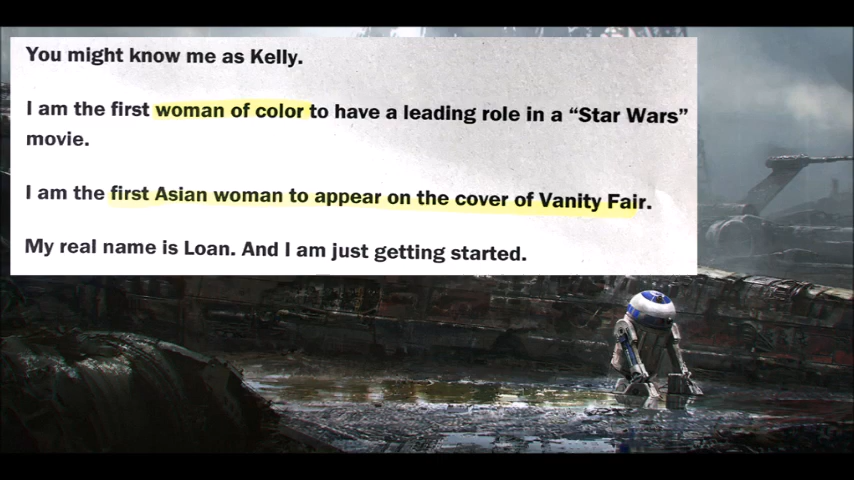 You might know me as Kelly.
I am the first woman of color to have a leading role in a “Star Wars”
movie.
I am the first Asian woman to appear on the cover of Vanity Fair.
My real name is Loan. And I am just getting started.